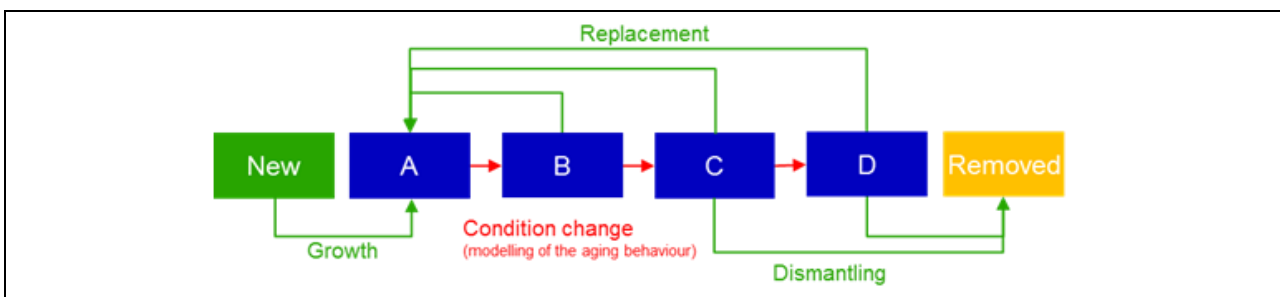 Replacement
New
A
B
C
D
Removed
Condition change
(modelling of the aging behaviour)
Growth
Dismantling